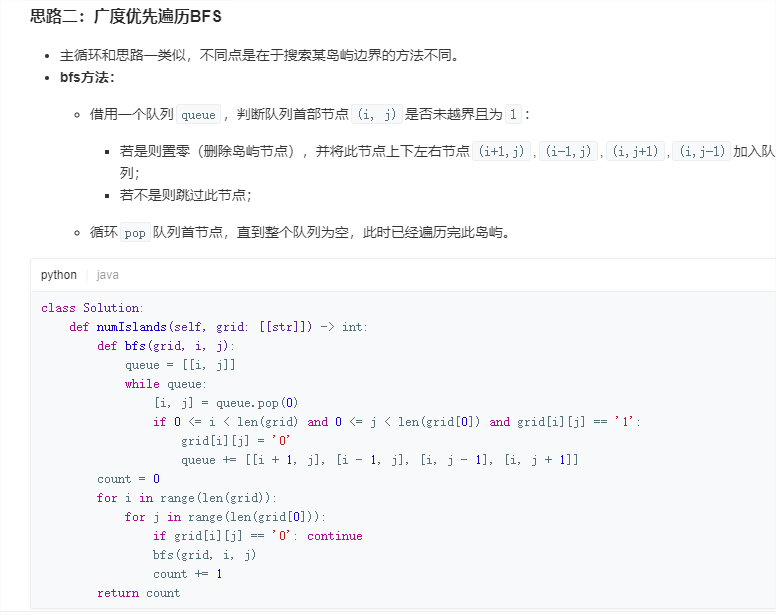 思路二：广度优先遍历BFS
主循环和思路一类似，不同点是在于搜索某岛屿边界的方法不同。
bfs方法：
借用一个队列 queue，判断队列首部节点 (i, j) 是否未越界且为 1：
若是则置零（删除岛屿节点），并将此节点上下左右节点 (i+1,j),(i-1,j),(i,j+1),(i,j-1) 加入队
列；
若不是则跳过此节点；
循环 pop 队列首节点，直到整个队列为空，此时已经遍历完此岛屿。
python java
class Solution:
    def numIslands(self, grid: [[str]]) -> int:
        def bfs(grid, i, j):
            queue = [[i, j]]
            while queue:
                [i, j] = queue.pop(0)
                if 0 <= i < len(grid) and 0 <= j < len(grid[0]) and grid[i][j] == '1':
                    grid[i][j] = '0'
                    queue += [[i + 1, j], [i - 1, j], [i, j - 1], [i, j + 1]]
        count = 0
        for i in range(len(grid)):
            for j in range(len(grid[0])):
                if grid[i][j] == '0': continue
                bfs(grid, i, j)
                count += 1
        return count